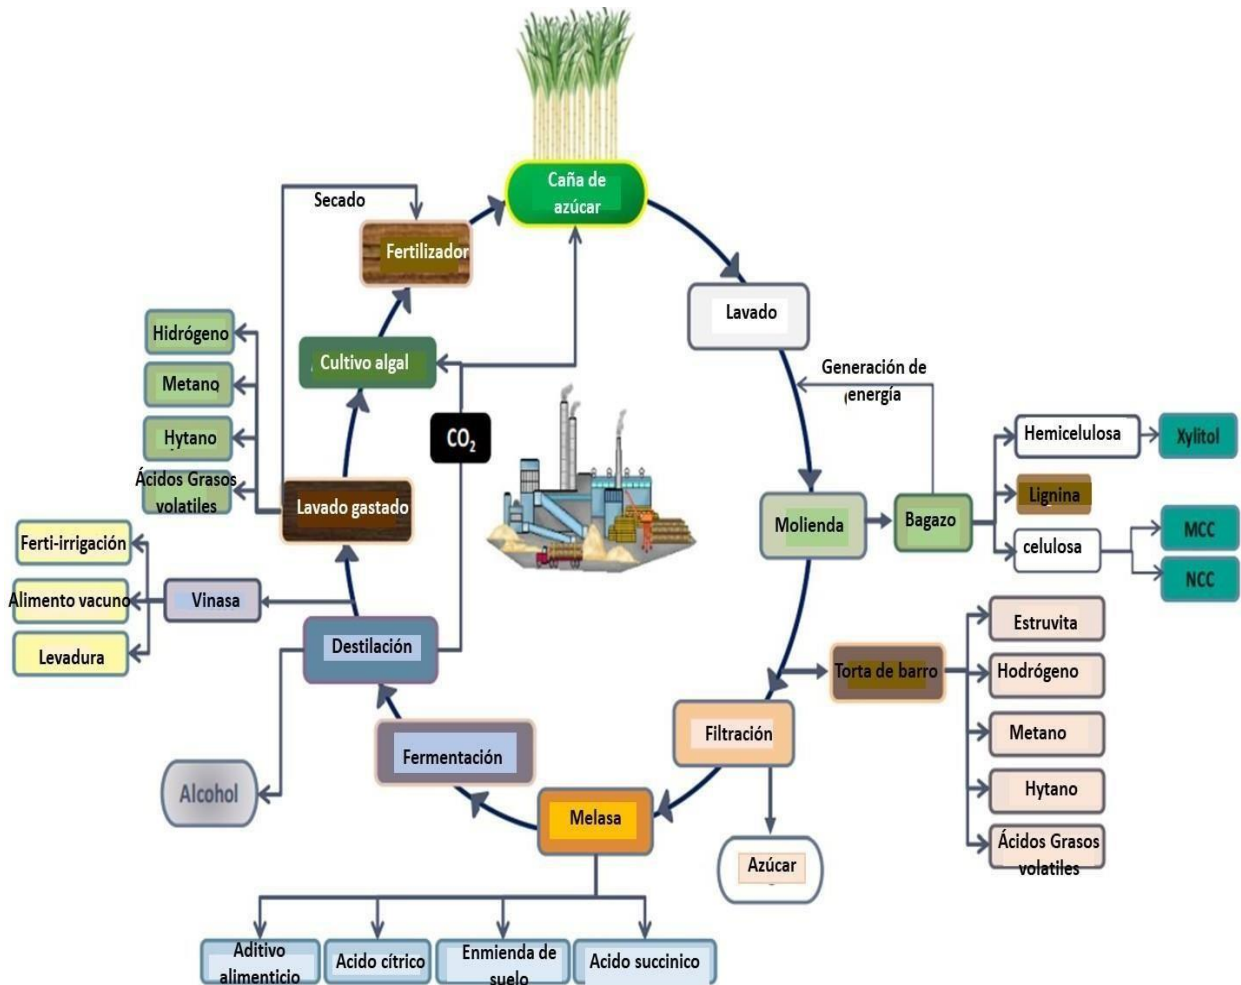 Caña de
azúcar
Secado
Fertilizador
Lavado
Cultivo algal
Hidrógeno
Metano
Hytano
Ácidos Grasos
volatiles
Generación de
energía
CO₂
Lavado gastado
Hemicelulosa
Xylitol
Lignina
Molienda
Bagazo
celulosa
MCC
NCC
Ferti-irrigación
Alimento vacuno
Levadura
Vinasa
Destilación
Torta de barro
Estruvita
Hodrógeno
Metano
Hytano
Ácidos Grasos
volatiles
Filtración
Fermentación
Alcohol
Melasa
Azúcar
Aditivo
alimenticio
Acido cítrico
Enmienda de
suelo
Acido succinico